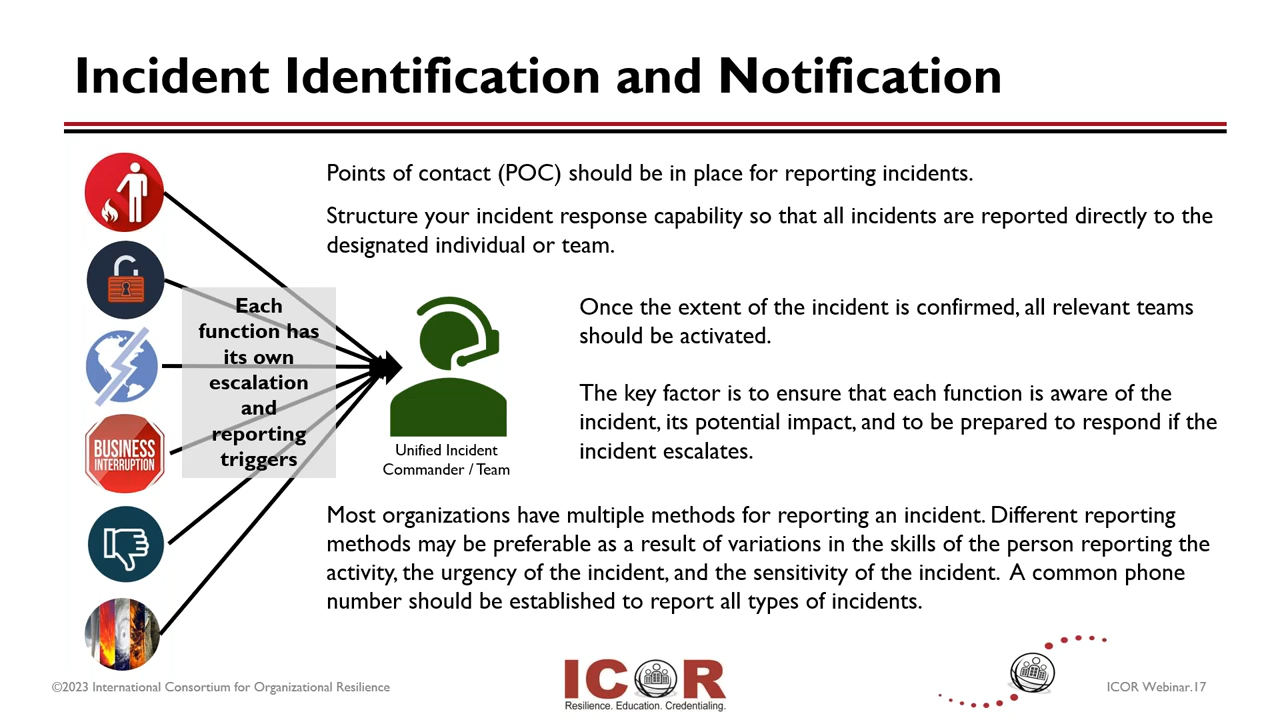 Incident Identification and Notification
Points of contact (POC) should be in place for reporting incidents.
Structure your incident response capability so that all incidents are reported directly to the
designated individual or team.
Each
function has
its own
escalation
and
reporting
triggers
BUSINESS
INTERRUPTION
Unified Incident
Commander / Team
Once the extent of the incident is confirmed, all relevant teams
should be activated.
The key factor is to ensure that each function is aware of the
incident, its potential impact, and to be prepared to respond if the
incident escalates.
Most organizations have multiple methods for reporting an incident. Different reporting
methods may be preferable as a result of variations in the skills of the person reporting the
activity, the urgency of the incident, and the sensitivity of the incident.  A common phone
number should be established to report all types of incidents.
©2023 International Consortium for Organizational Resilience
ICOR
Resilience. Education. Credentialing.
ICOR Webinar.17